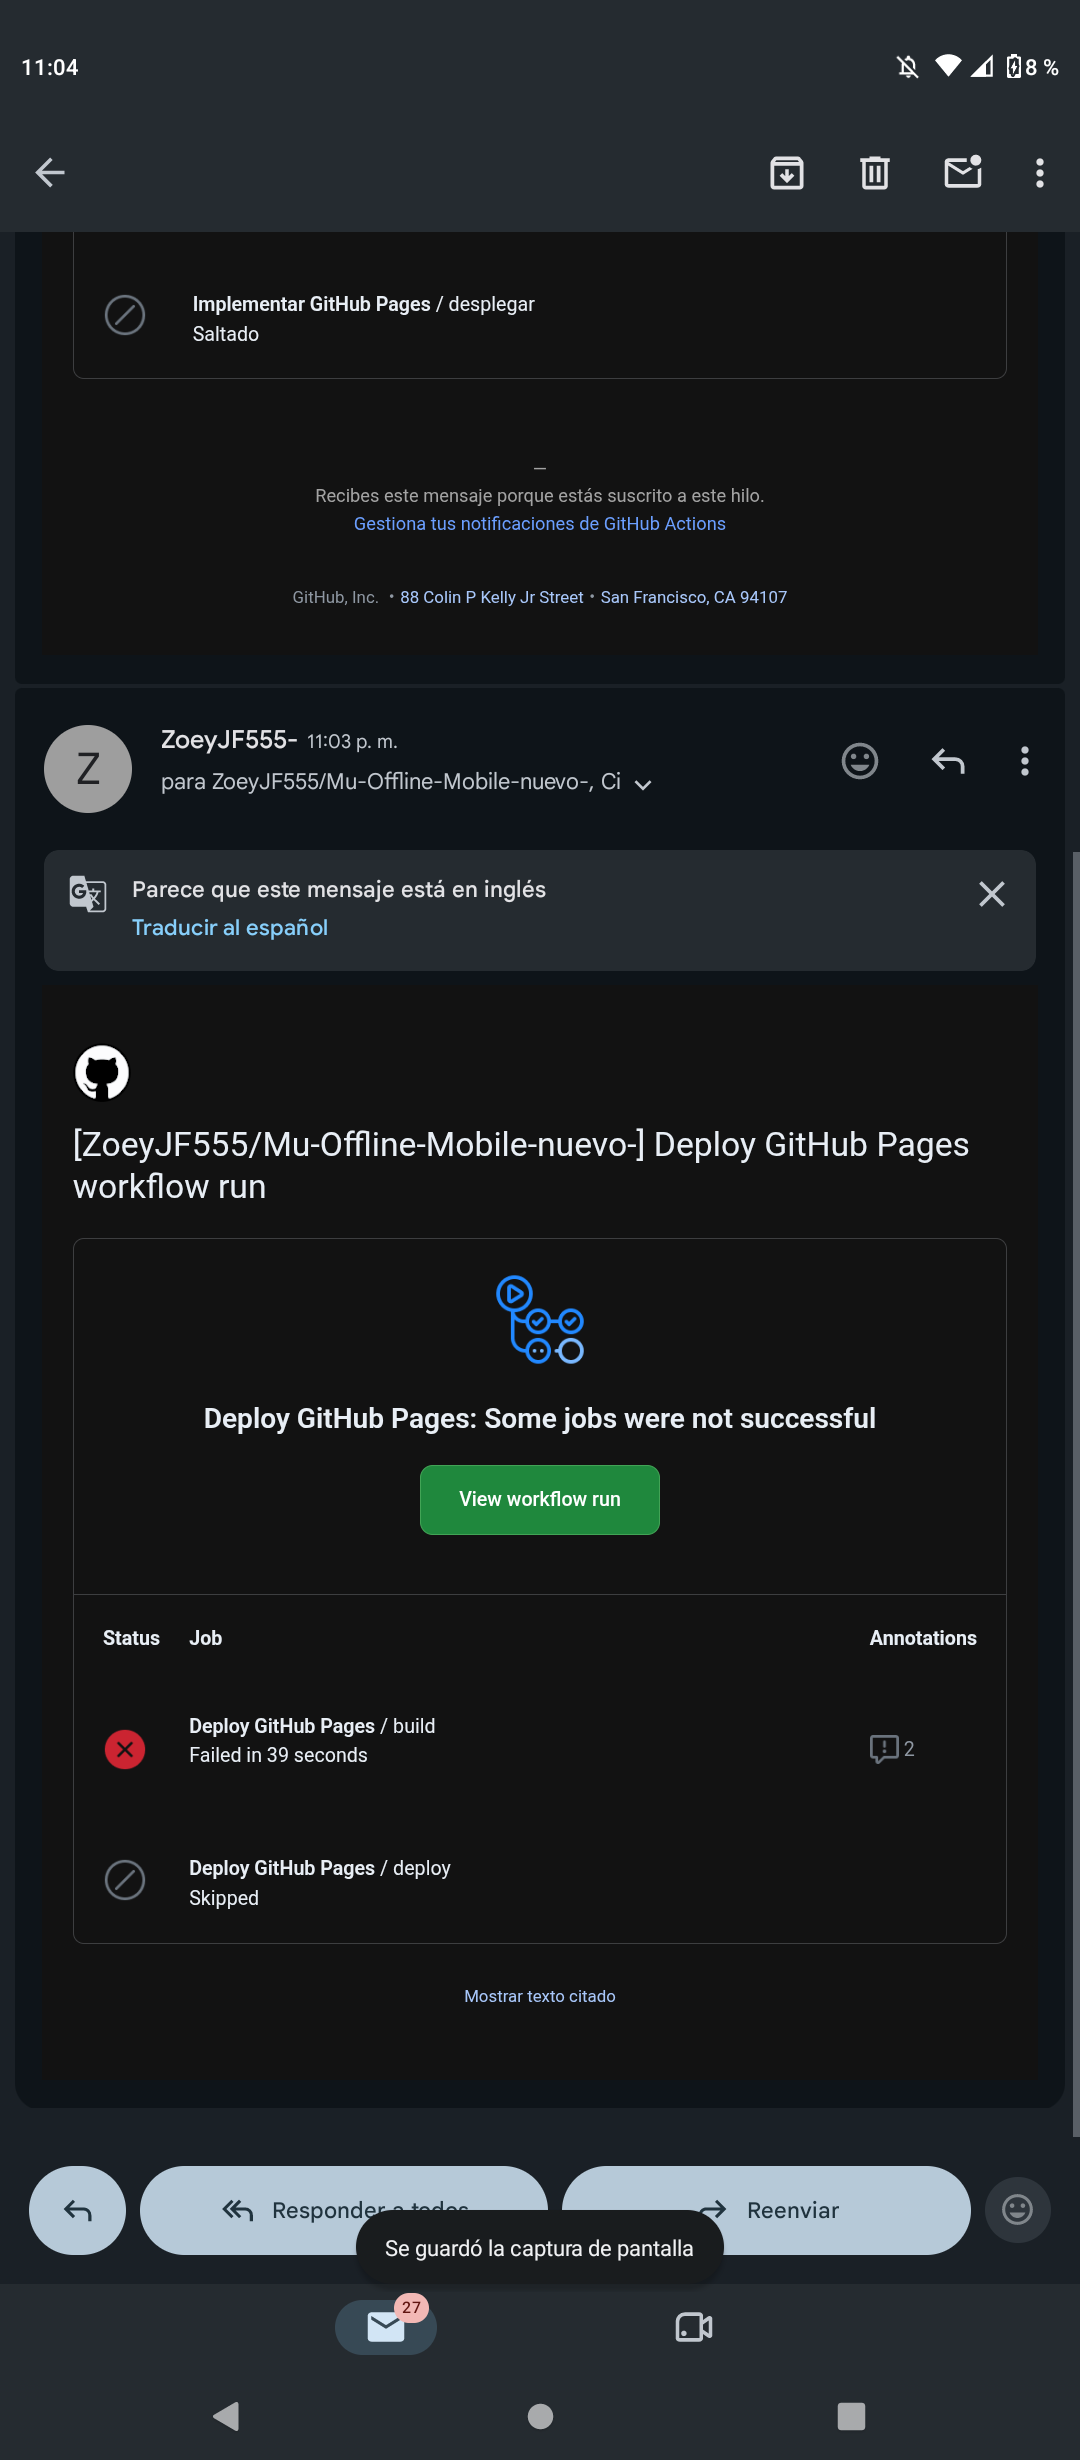 11:04
8 %
Implementar GitHub Pages / desplegar
Saltado
—
Recibes este mensaje porque estás suscrito a este hilo.
Gestiona tus notificaciones de GitHub Actions
GitHub, Inc. • 88 Colin P Kelly Jr Street • San Francisco, CA 94107
Z
ZoeyJF555- 11:03 p. m.
para ZoeyJF555/Mu-Offline-Mobile-nuevo-, Ci
Parece que este mensaje está en inglés
Traducir al español
[ZoeyJF555/Mu-Offline-Mobile-nuevo-] Deploy GitHub Pages
workflow run
Deploy GitHub Pages: Some jobs were not successful
View workflow run
Status Job Annotations
Deploy GitHub Pages / build
Failed in 39 seconds
2
Deploy GitHub Pages / deploy
Skipped
Mostrar texto citado
Responder a todos
Reenviar
Se guardó la captura de pantalla
27